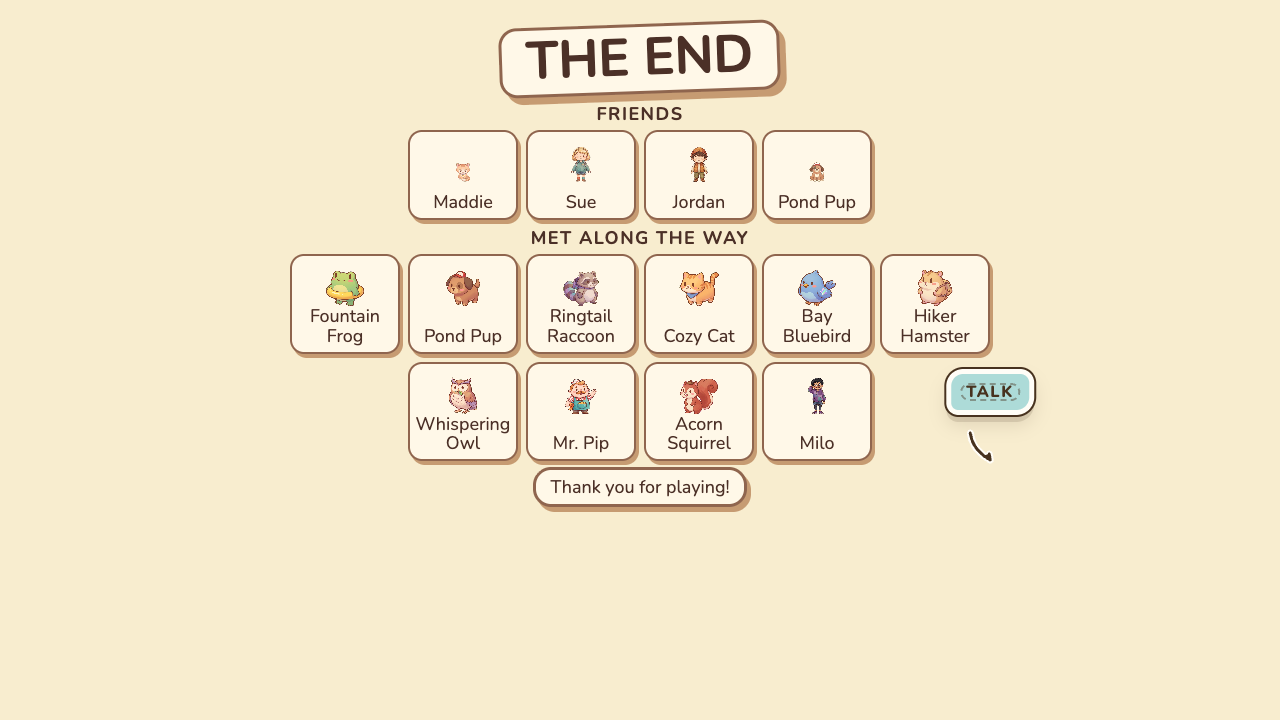 THE END
FRIENDS
Maddie
Sue
Jordan
Pond Pup
MET ALONG THE WAY
Fountain
Frog
Pond Pup
Ringtail
Raccoon
Cozy Cat
Bay
Bluebird
Hiker
Hamster
Whispering
Owl
Mr. Pip
Acorn
Squirrel
Milo
TALK
Thank you for playing!